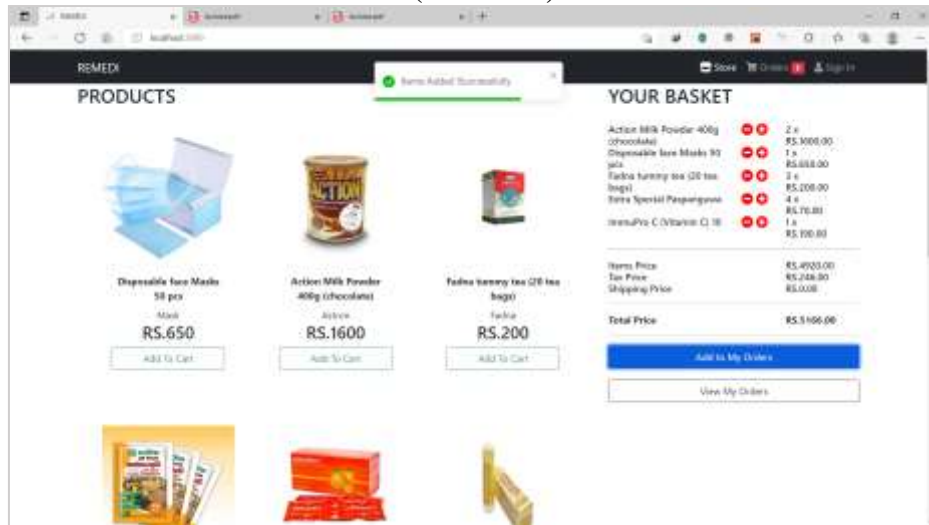 REMEDI
Items Added Successfully
Store
Orders
Sign In
PRODUCTS
YOUR BASKET
Action Milk Powder 400g (chocolate)
2 x RS.1600.00
Disposable face Masks 50 pcs
1 x RS.650.00
Fadna tummy tea (20 tea bags)
RS.200.00
Extra Special Paspanguwa
4 x RS.70.00
ImmuPro C (Vitamin C) 10
1 x RS.190.00
Items Price RS.4920.00
Tax Price RS.246.00
Shipping Price RS.0.00
Total Price RS.5166.00
Add to My Orders
View My Orders
ACTION
Disposable face Masks 50 pcs
Mask
RS.650
Add To Cart
Action Milk Powder 400g (chocolate)
RS.1600
Add To Cart
Fadna tummy tea (20 tea bags)
Fadna
RS.200
Add To Cart